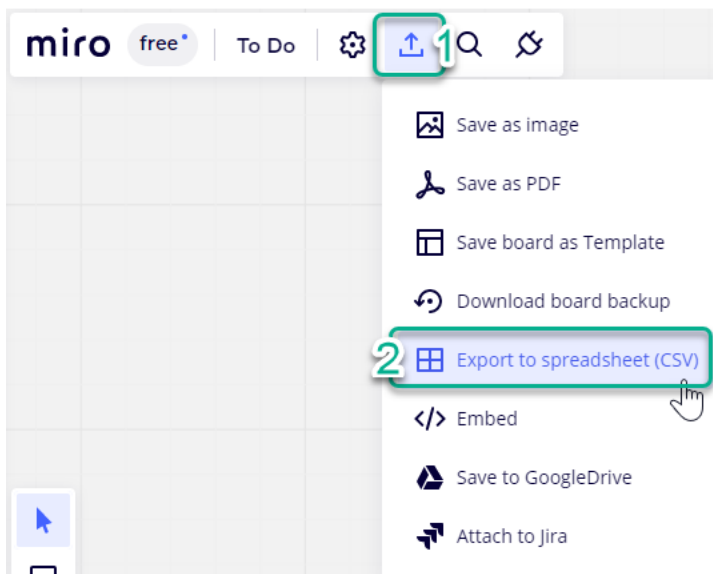 miro free To Do 1
Save as image
Save as PDF
Save board as Template
Download board backup
2 Export to spreadsheet (CSV)
Embed
Save to GoogleDrive
Attach to Jira